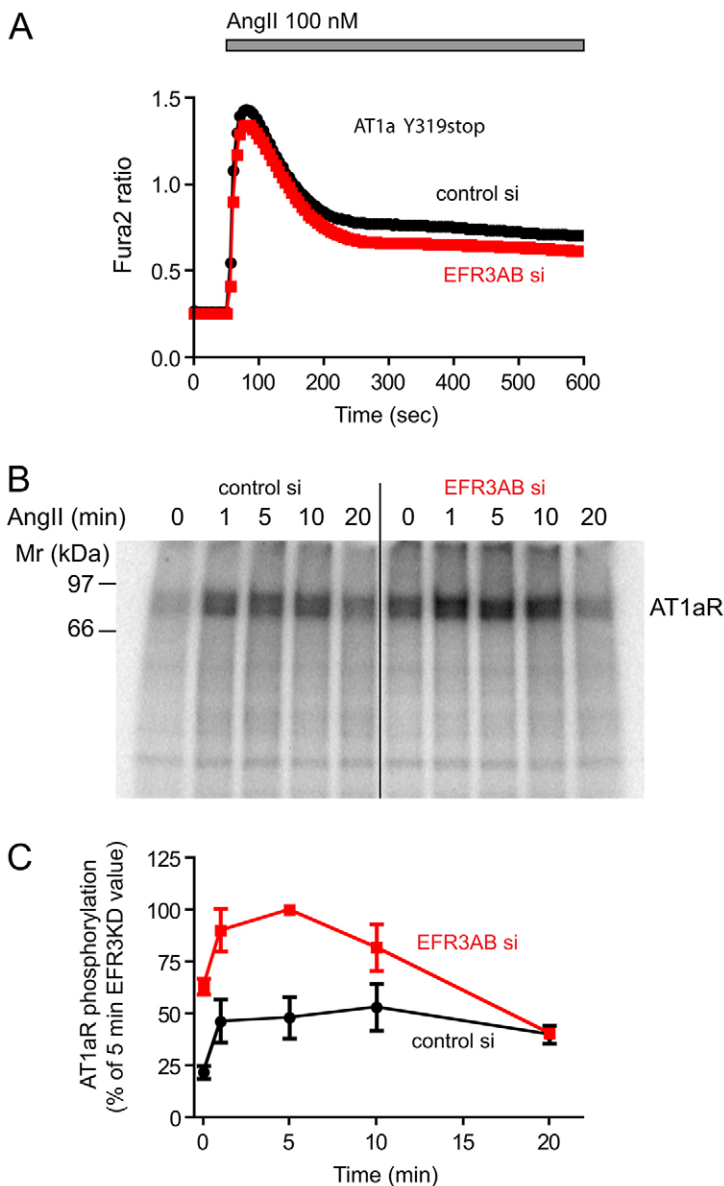 A
AngII 100 nM
1.5
1.0
0.5
0.0
Fura2 ratio
AT1a Y319stop
control si
EFR3AB si
0 100 200 300 400 500 600
Time (sec)
B
control si EFR3AB si
AngII (min) 0 1 5 10 20 0 1 5 10 20
Mr (kDa)
97
66
AT1aR
C
AT1aR phosphorylation
(% of 5 min EFR3KD value)
125
100
75
50
25
0
EFR3AB si
control si
0 5 10 15 20
Time (min)